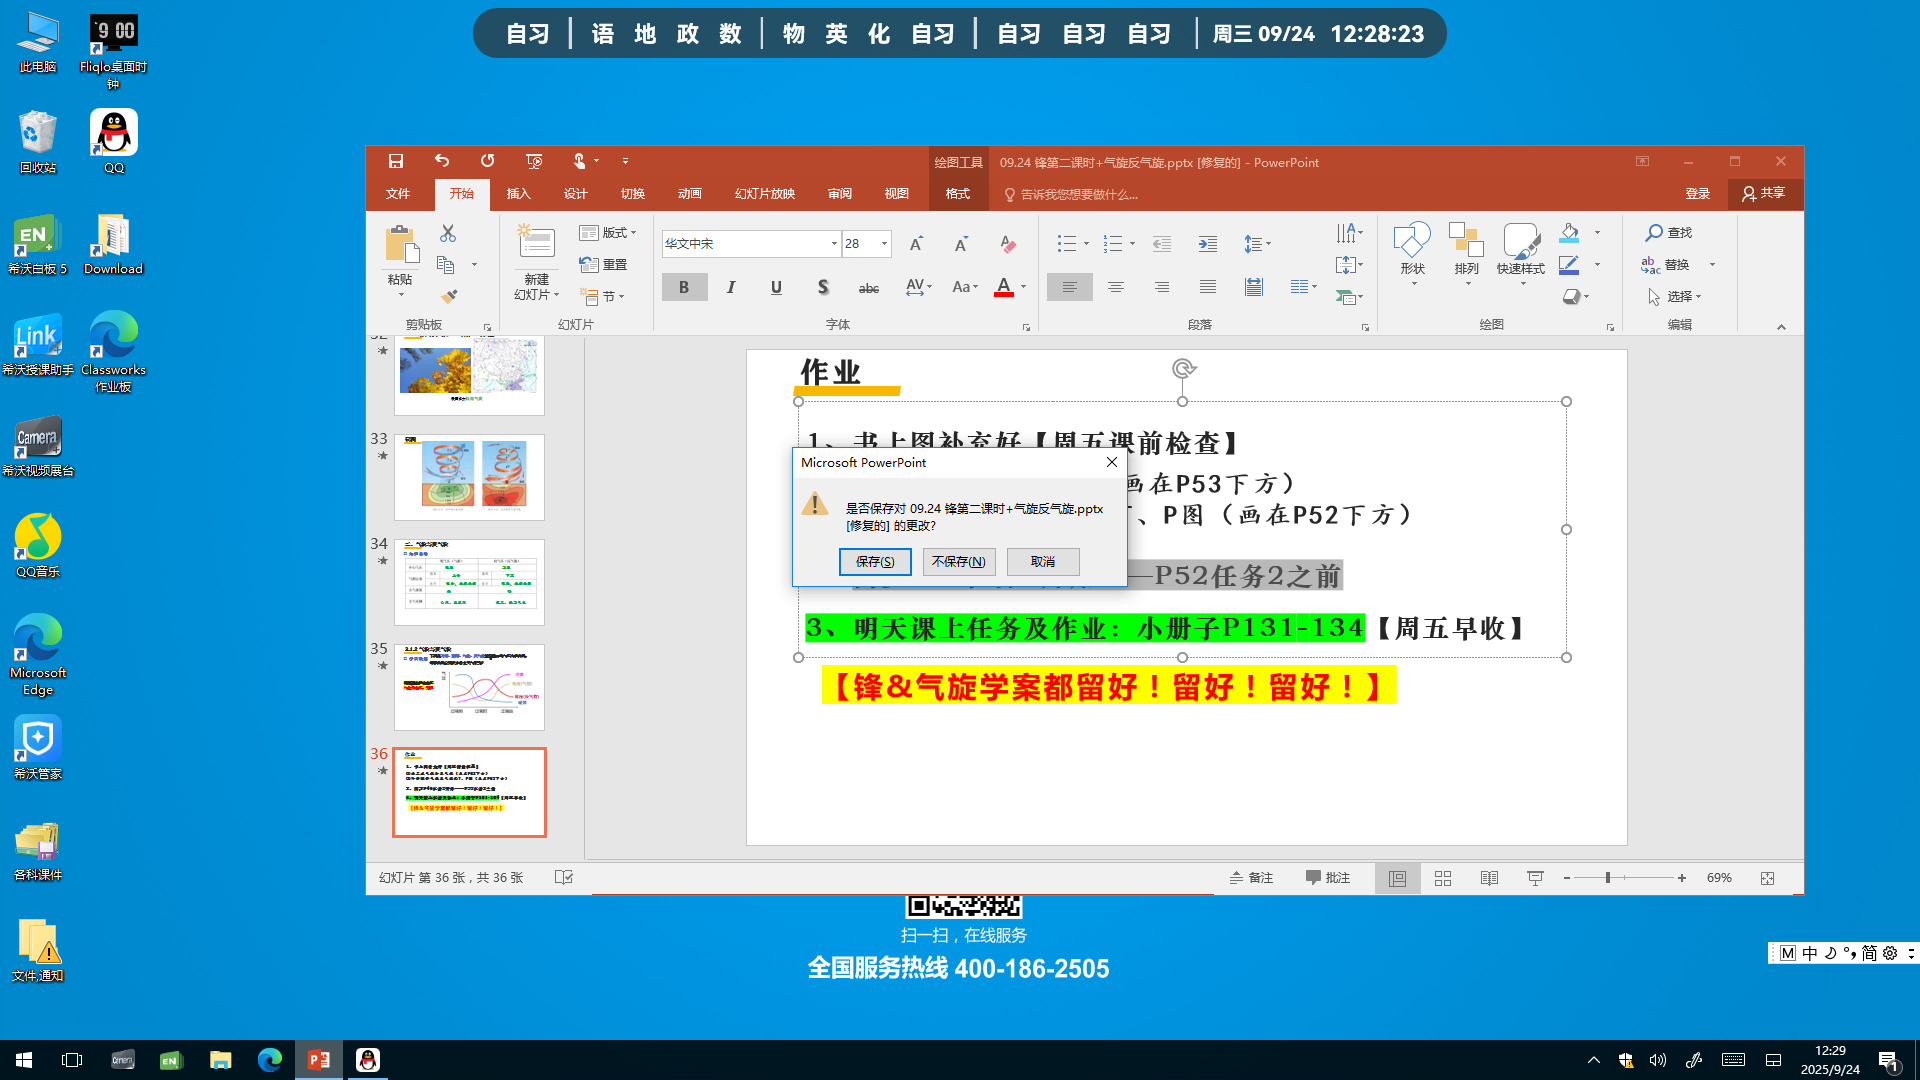 自习 | 语 地 政 数 | 物 英 化 自习 | 自习 自习 自习 | 周三 09/24 12:28:23
此电脑
Fliqlo桌面时钟
回收站
QQ
希沃白板 5
Download
希沃授课助手
Classworks作业板
希沃视频展台
QQ音乐
Microsoft Edge
希沃管家
各科课件
文件,通知
绘图工具
09.24 锋第二课时+气旋反气旋.pptx [修复的] - PowerPoint
文件 开始 插入 设计 切换 动画 幻灯片放映 审阅 视图 格式 告诉我您想要做什么... 登录 共享
粘贴
剪贴板
新建
幻灯片
版式
重置
节
幻灯片
华文中宋 28
B I U S abc AV Aa A
字体
段落
形状 排列 快速样式
绘图
查找
替换
选择
编辑
33
34
35
36
作业
1、书上图补充好【周五课前检查】
画在P53下方）
、P图（画在P52下方）
P52任务2之前
3、明天课上任务及作业：小册子P131-134【周五早收】
【锋&气旋学案都留好！留好！留好！】
Microsoft PowerPoint
是否保存对 09.24 锋第二课时+气旋反气旋.pptx
[修复的] 的更改?
保存(S) 不保存(N) 取消
幻灯片 第 36 张，共 36 张
备注 批注 69%
扫一扫，在线服务
全国服务热线 400-186-2505
M 中 简
12:29
2025/9/24
1